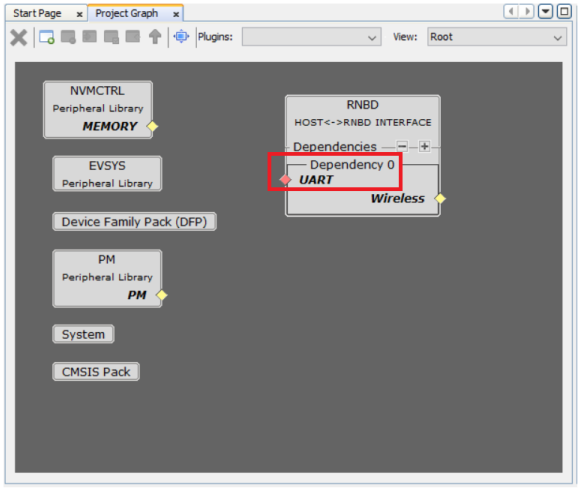 Start Page x Project Graph x
Plugins: View: Root
NVMCTRL
Peripheral Library
MEMORY
EVSYS
Peripheral Library
Device Family Pack (DFP)
PM
Peripheral Library
PM
System
CMSIS Pack
RNBD
HOST<->RNBD INTERFACE
Dependencies
Dependency 0
UART
Wireless